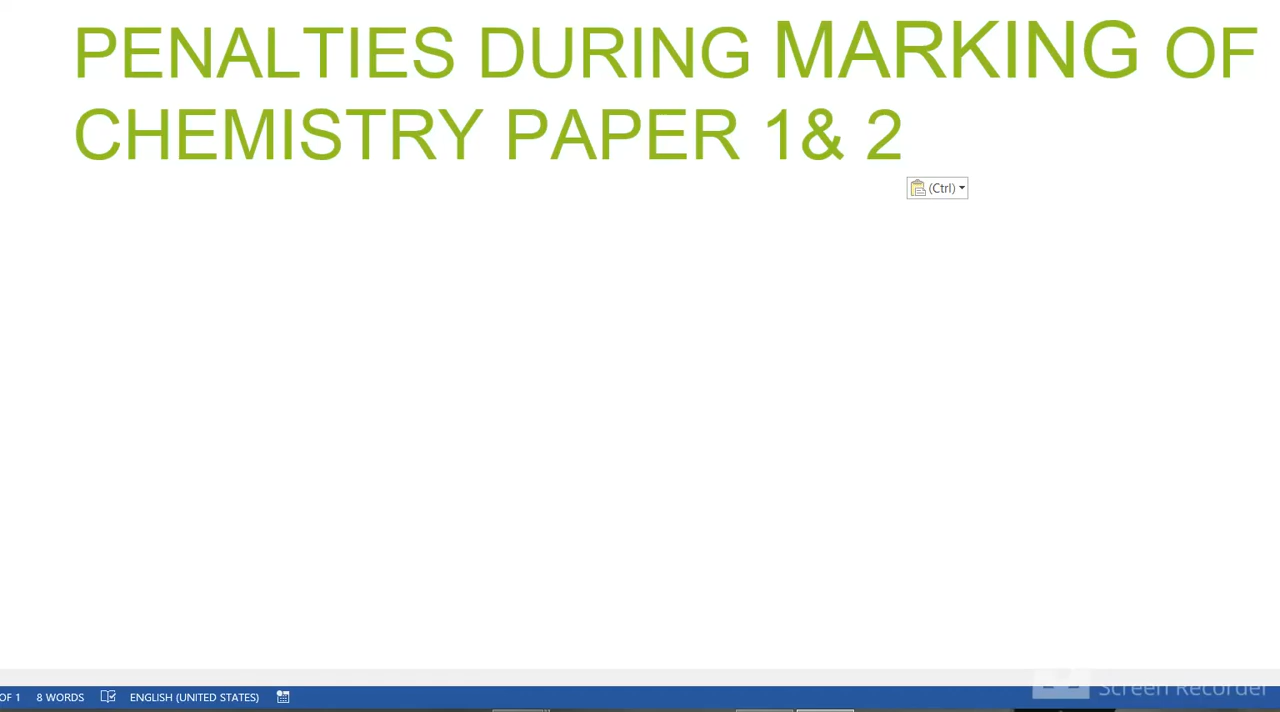 PENALTIES DURING MARKING OF
CHEMISTRY PAPER 1& 2
(Ctrl)
OF 1 8 WORDS ENGLISH (UNITED STATES)
Screen Recorder